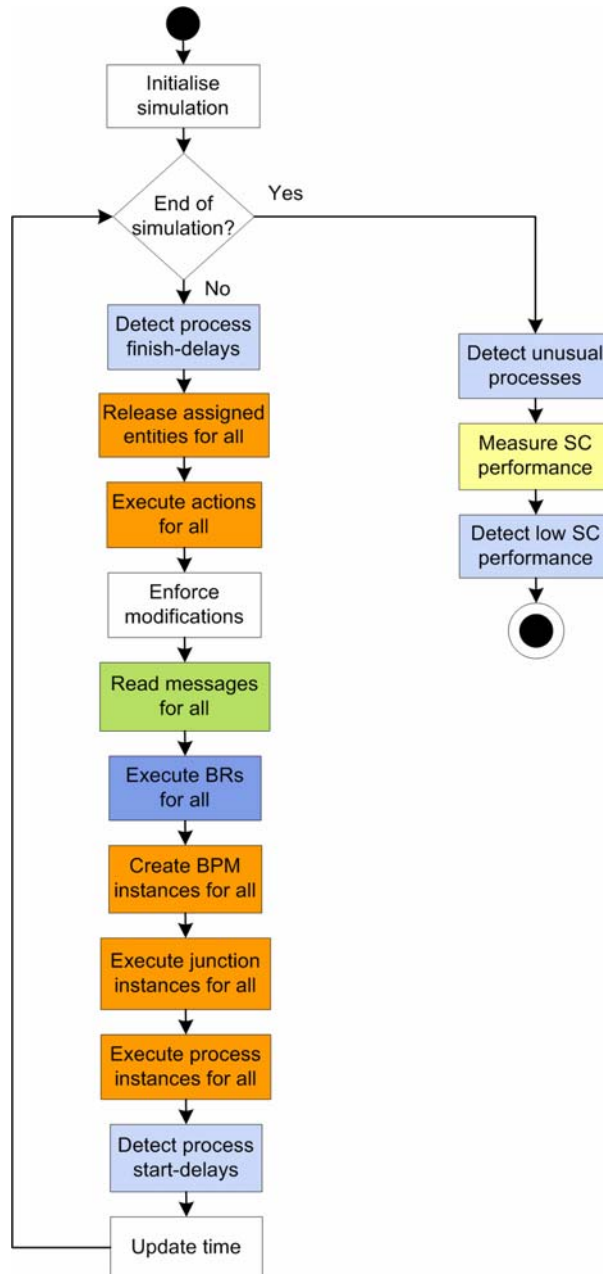 Initialise
simulation
End of
simulation?
Yes
No
Detect process
finish-delays
Release assigned
entities for all
Execute actions
for all
Enforce
modifications
Read messages
for all
Execute BRs
for all
Create BPM
instances for all
Execute junction
instances for all
Execute process
instances for all
Detect process
start-delays
Update time
Detect unusual
processes
Measure SC
performance
Detect low SC
performance